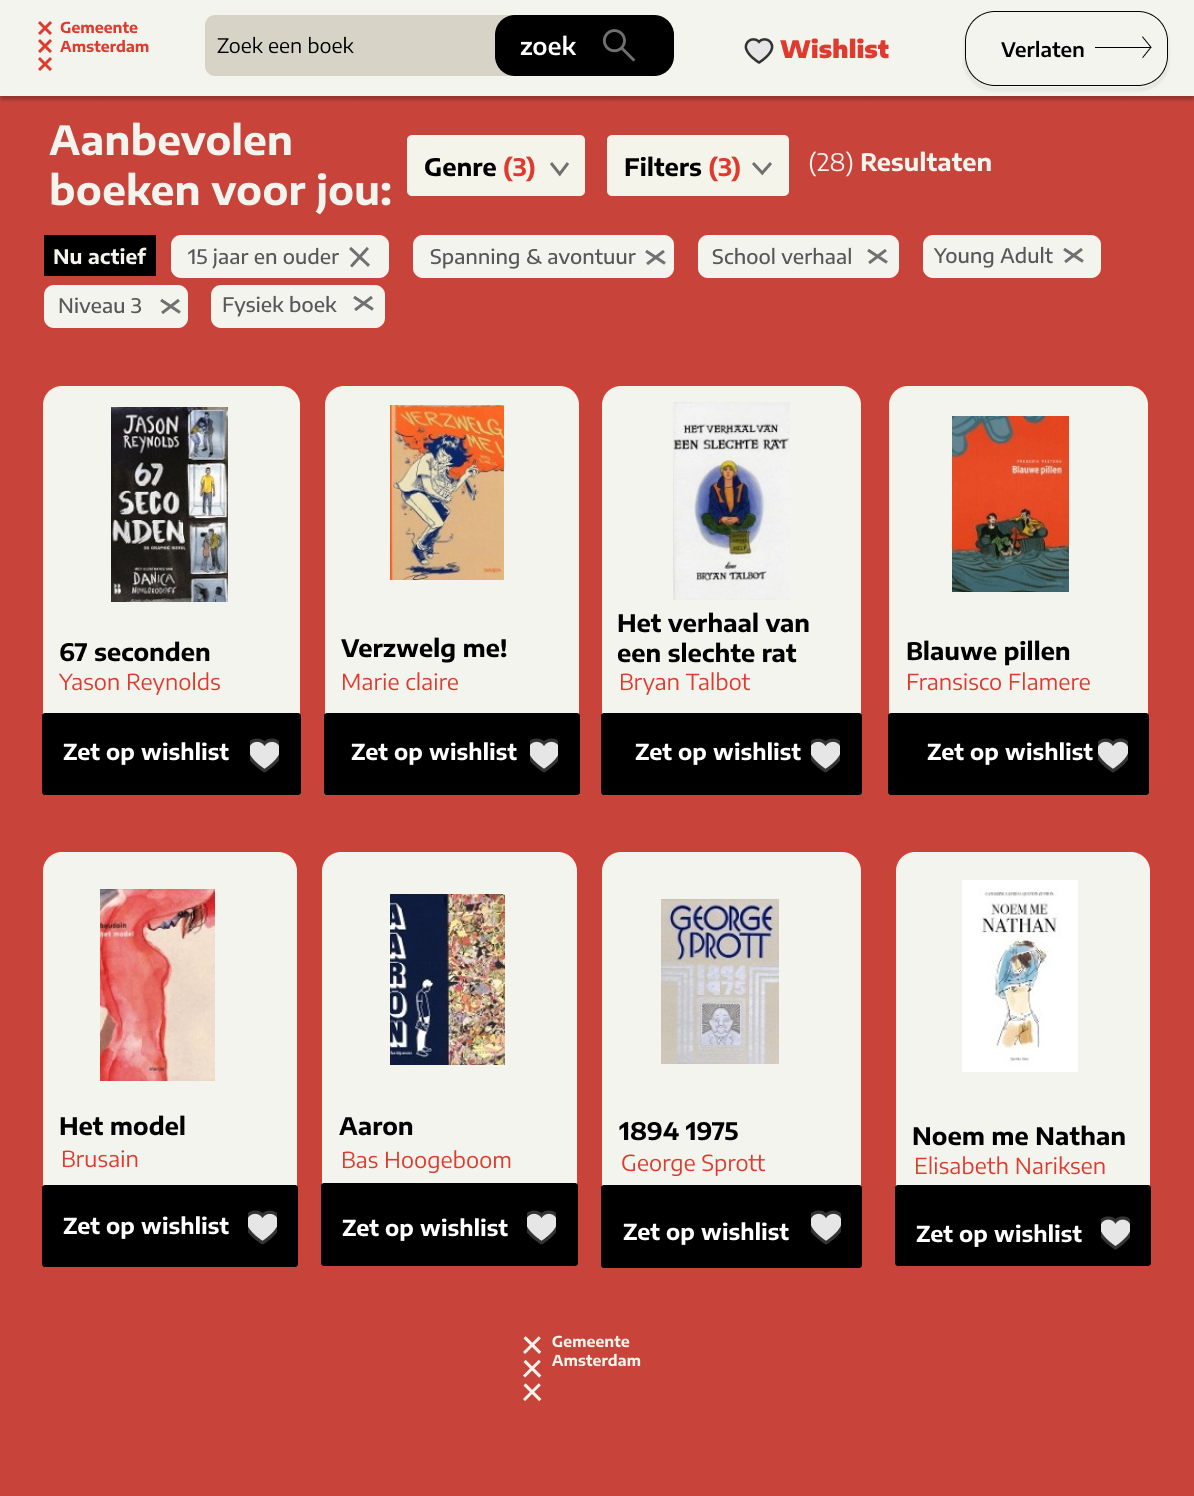 Gemeente
Amsterdam
Zoek een boek
zoek
Wishlist
Verlaten
Aanbevolen
boeken voor jou:
Genre (3)
Filters (3)
(28) Resultaten
Nu actief
15 jaar en ouder
Spanning & avontuur
School verhaal
Young Adult
Niveau 3
Fysiek boek
JASON
REYNOLDS
67
SECO
NDEN
DANICA
VERZWELG
ME!
HET VERHAAL VAN
EEN SLECHTE RAT
HELP
door
BRYAN TALBOT
Blauwe pillen
67 seconden
Yason Reynolds
Verzwelg me!
Marie claire
Het verhaal van
een slechte rat
Bryan Talbot
Blauwe pillen
Fransisco Flamere
Zet op wishlist
Zet op wishlist
Zet op wishlist
Zet op wishlist
baudoin
Het model
AARON
GEORGE
SPROTT
1894
1975
NOEM ME
NATHAN
Het model
Brusain
Aaron
Bas Hoogeboom
1894 1975
George Sprott
Noem me Nathan
Elisabeth Nariksen
Zet op wishlist
Zet op wishlist
Zet op wishlist
Zet op wishlist
Gemeente
Amsterdam